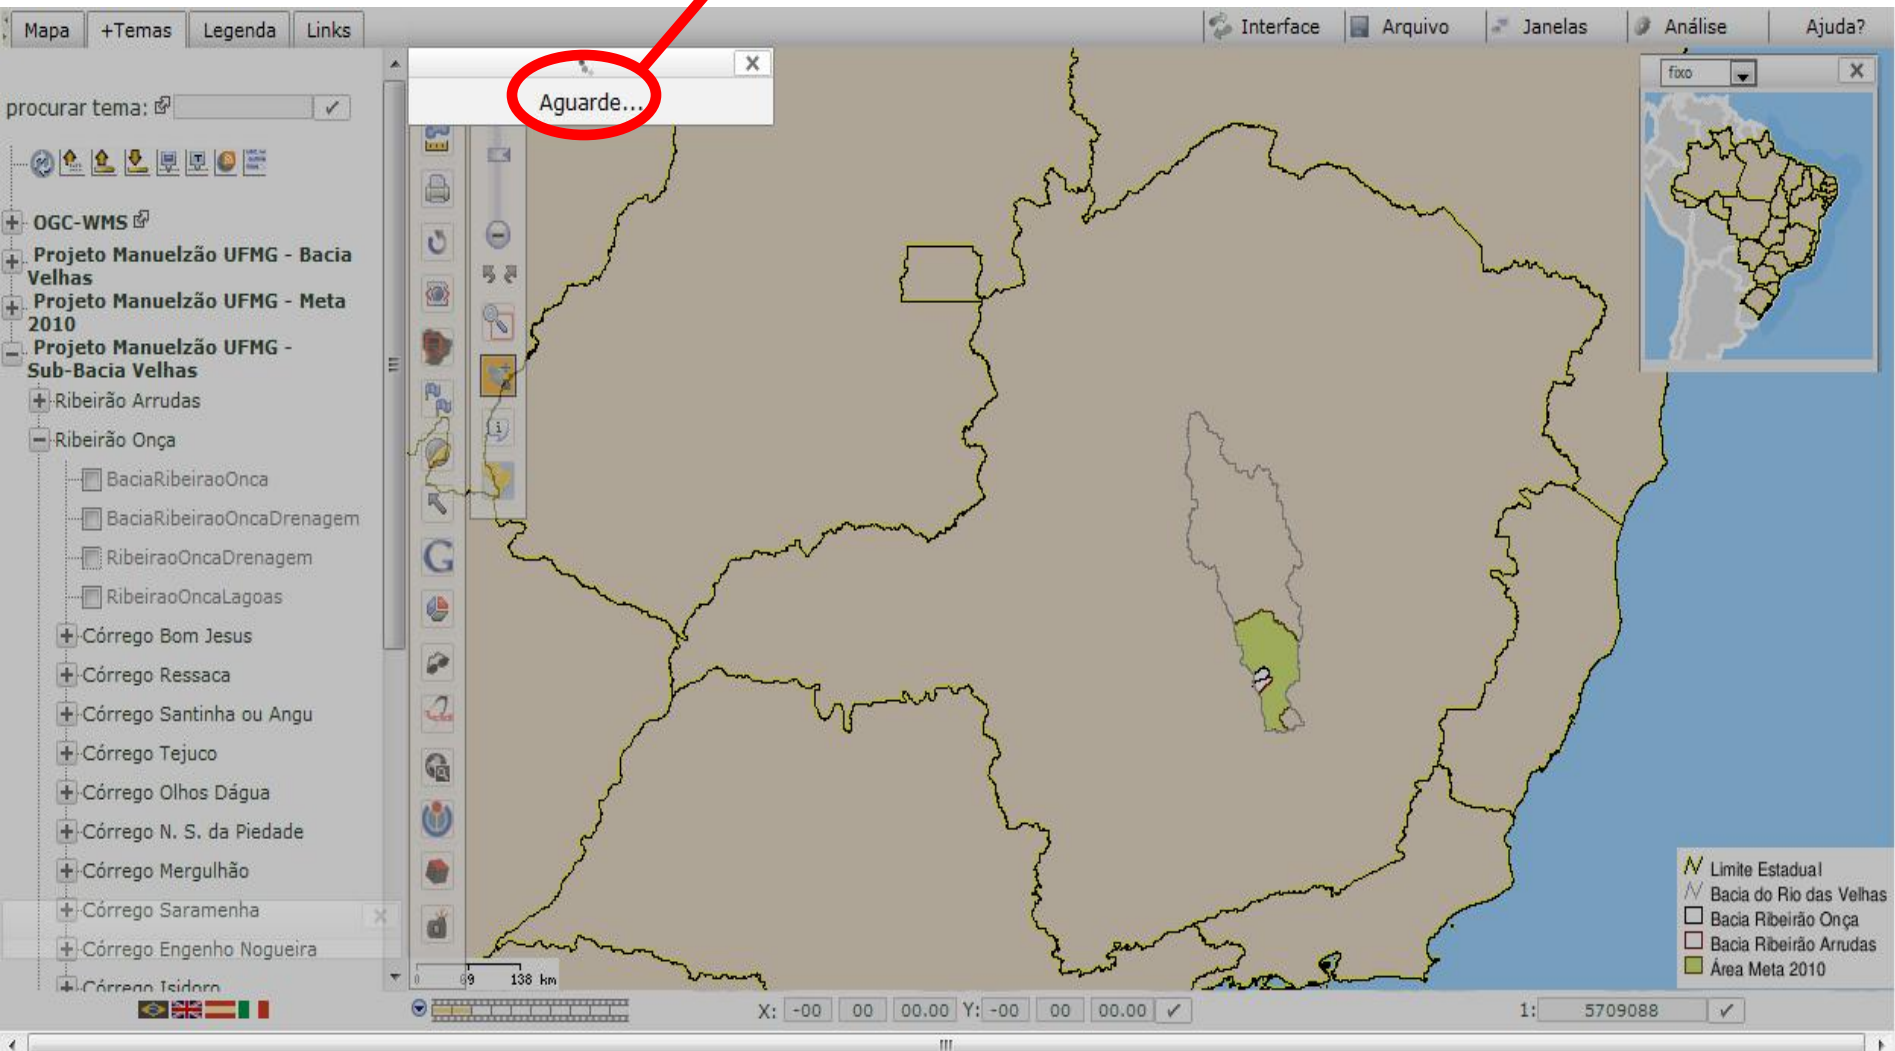 Mapa
+Temas
Legenda
Links
Interface
Arquivo
Janelas
Análise
Ajuda?
Aguarde...
fixo
procurar tema:
OGC-WMS
Projeto Manuelzão UFMG - Bacia
Velhas
Projeto Manuelzão UFMG - Meta
2010
Projeto Manuelzão UFMG -
Sub-Bacia Velhas
Ribeirão Arrudas
Ribeirão Onça
BaciaRibeiraoOnca
BaciaRibeiraoOncaDrenagem
RibeiraoOncaDrenagem
RibeiraoOncaLagoas
Córrego Bom Jesus
Córrego Ressaca
Córrego Santinha ou Angu
Córrego Tejuco
Córrego Olhos Dágua
Córrego N. S. da Piedade
Córrego Mergulhão
Córrego Saramenha
Córrego Engenho Nogueira
Córrego Isidoro
G
Limite Estadual
Bacia do Rio das Velhas
Bacia Ribeirão Onça
Bacia Ribeirão Arrudas
Área Meta 2010
0 69 138 km
X: -00 00 00.00 Y: -00 00 00.00
1: 5709088